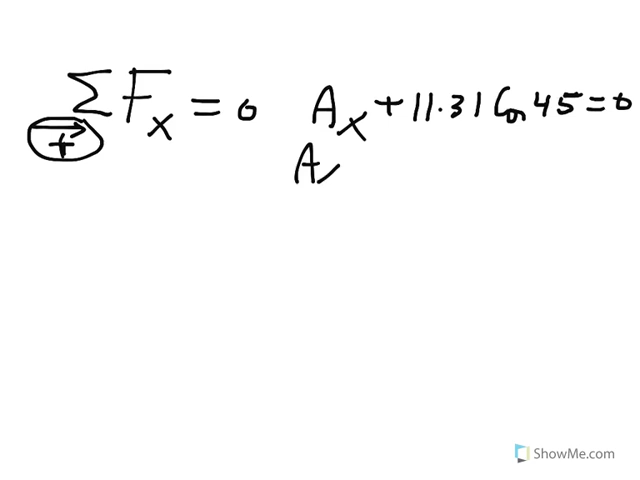 ΣFx = 0 Ax + 11.31 Cos 45 = 0
+
A
ShowMe.com